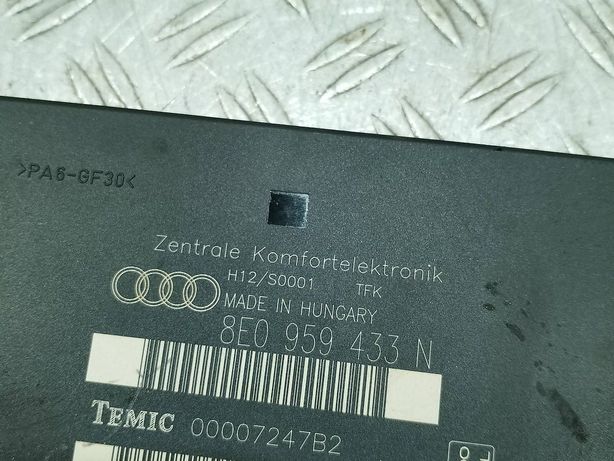 >PA6-GF30<
Zentrale Komfortelektronik
H12/S0001 TFK
MADE IN HUNGARY
8E0 959 433 N
TEMIC 00007247B2